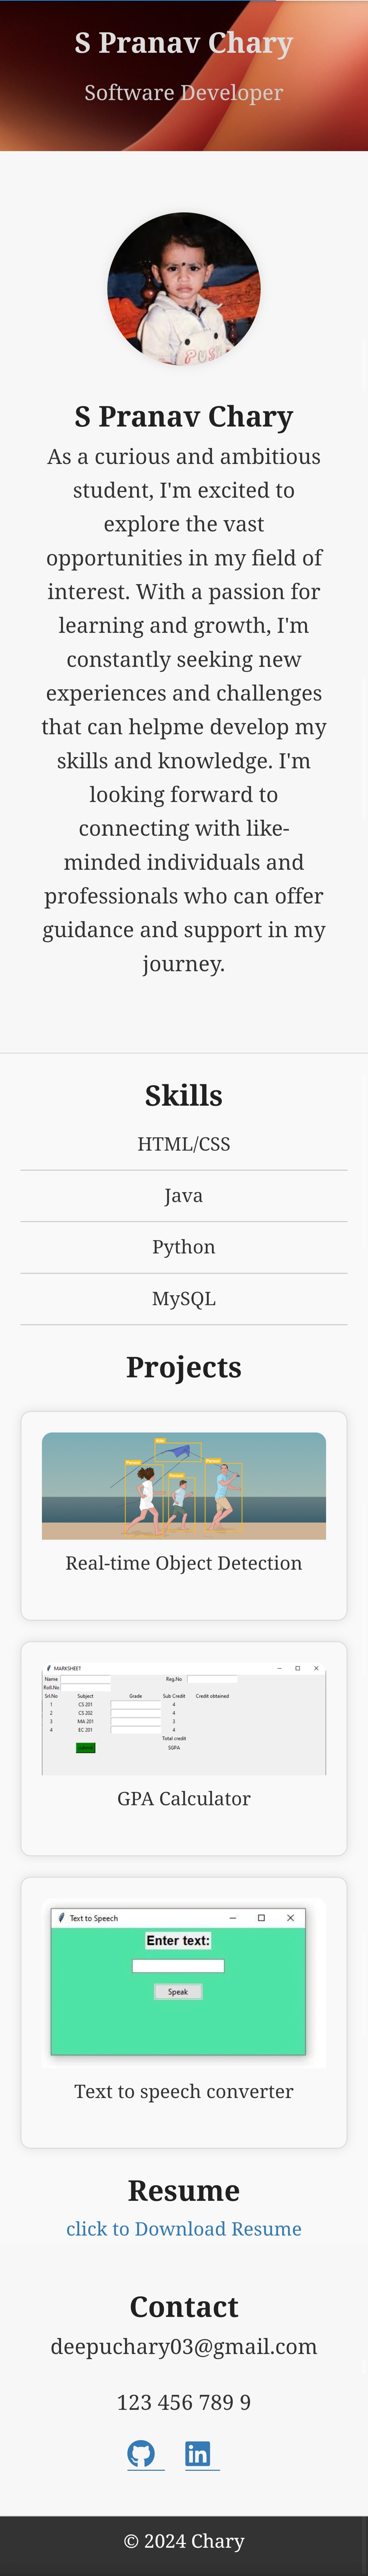 S Pranav Chary
Software Developer
PUS
S Pranav Chary
As a curious and ambitious
student, I'm excited to
explore the vast
opportunities in my field of
interest. With a passion for
learning and growth, I'm
constantly seeking new
experiences and challenges
that can helpme develop my
skills and knowledge. I'm
looking forward to
connecting with like-
minded individuals and
professionals who can offer
guidance and support in my
journey.
Skills
HTML/CSS
Java
Python
MySQL
Projects
Kite
Person
Person
Person
Real-time Object Detection
MARKSHEET
Name
Reg.No
Roll.No
Srl.No Subject Grade Sub Credit Credit obtained
1 CS 201 4
2 CS 202 4
3 MA 201 3
4 EC 201 4
Total credit
SGPA
GPA Calculator
Text to Speech
Enter text:
Speak
Text to speech converter
Resume
click to Download Resume
Contact
deepuchary03@gmail.com
123 456 789 9
in
© 2024 Chary